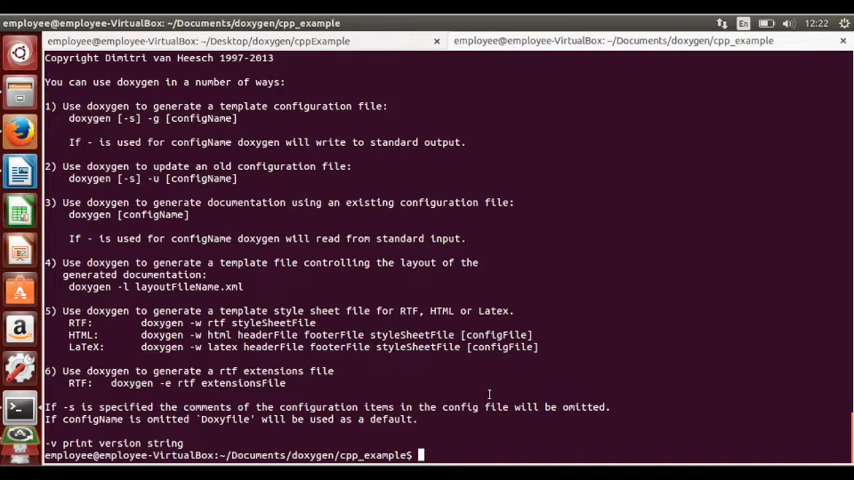 employee@employee-VirtualBox: ~/Documents/doxygen/cpp_example
En
12:22
employee@employee-VirtualBox: ~/Desktop/doxygen/cppExample
employee@employee-VirtualBox: ~/Documents/doxygen/cpp_example
Copyright Dimitri van Heesch 1997-2013
You can use doxygen in a number of ways:
1) Use doxygen to generate a template configuration file:
doxygen [-s] -g [configName]
If - is used for configName doxygen will write to standard output.
2) Use doxygen to update an old configuration file:
doxygen [-s] -u [configName]
3) Use doxygen to generate documentation using an existing configuration file:
doxygen [configName]
If - is used for configName doxygen will read from standard input.
4) Use doxygen to generate a template file controlling the layout of the
generated documentation:
doxygen -l layoutFileName.xml
5) Use doxygen to generate a template style sheet file for RTF, HTML or Latex.
RTF: doxygen -w rtf styleSheetFile
HTML: doxygen -w html headerFile footerFile styleSheetFile [configFile]
LaTeX: doxygen -w latex headerFile footerFile styleSheetFile [configFile]
6) Use doxygen to generate a rtf extensions file
RTF: doxygen -e rtf extensionsFile
If -s is specified the comments of the configuration items in the config file will be omitted.
If configName is omitted `Doxyfile' will be used as a default.
-v print version string
employee@employee-VirtualBox:~/Documents/doxygen/cpp_example$